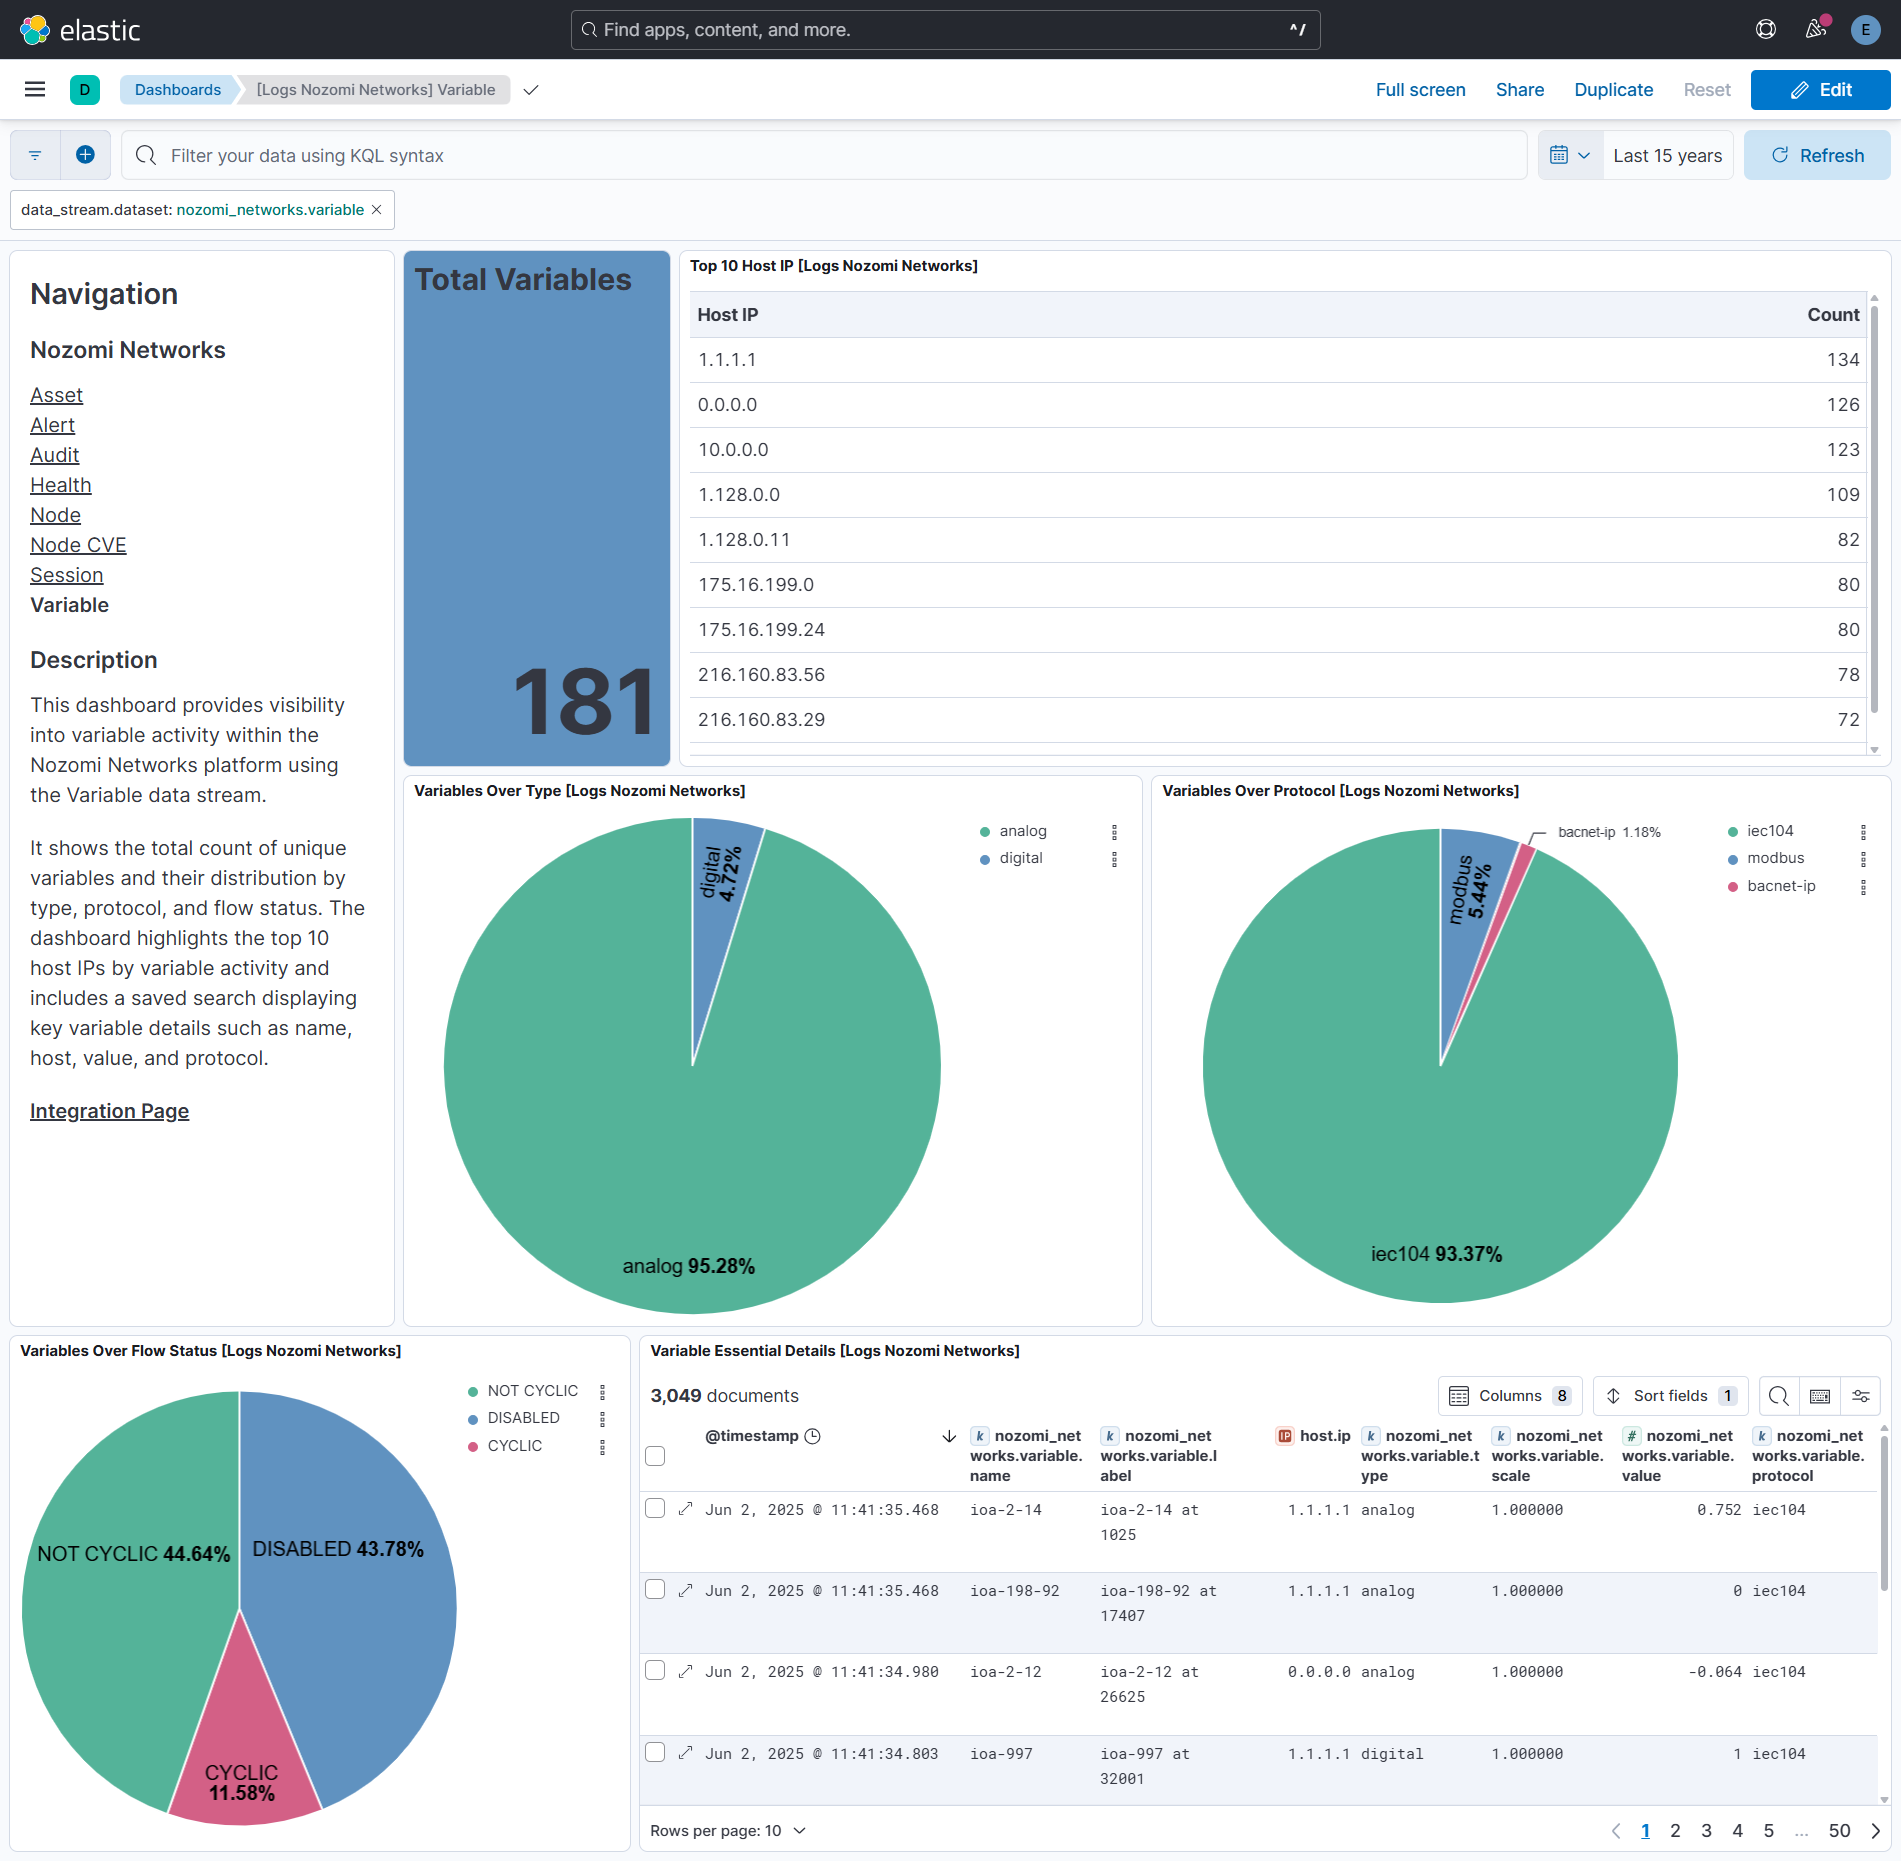 elastic
Find apps, content, and more.
^/
E
D
Dashboards
[Logs Nozomi Networks] Variable
Full screen
Share
Duplicate
Reset
Edit
Filter your data using KQL syntax
Last 15 years
Refresh
data_stream.dataset: nozomi_networks.variable
Navigation
Nozomi Networks
Asset
Alert
Audit
Health
Node
Node CVE
Session
Variable
Description
This dashboard provides visibility
into variable activity within the
Nozomi Networks platform using
the Variable data stream.
It shows the total count of unique
variables and their distribution by
type, protocol, and flow status. The
dashboard highlights the top 10
host IPs by variable activity and
includes a saved search displaying
key variable details such as name,
host, value, and protocol.
Integration Page
Total Variables
181
Top 10 Host IP [Logs Nozomi Networks]
Host IP Count
1.1.1.1 134
0.0.0.0 126
10.0.0.0 123
1.128.0.0 109
1.128.0.11 82
175.16.199.0 80
175.16.199.24 80
216.160.83.56 78
216.160.83.29 72
Variables Over Type [Logs Nozomi Networks]
digital
4.72%
analog 95.28%
analog
digital
Variables Over Protocol [Logs Nozomi Networks]
modbus
5.44%
bacnet-ip 1.18%
iec104 93.37%
iec104
modbus
bacnet-ip
Variables Over Flow Status [Logs Nozomi Networks]
NOT CYCLIC 44.64%
DISABLED 43.78%
CYCLIC
11.58%
NOT CYCLIC
DISABLED
CYCLIC
Variable Essential Details [Logs Nozomi Networks]
3,049 documents
Columns 8
Sort fields 1
@timestamp
k nozomi_net
works.variable.
name
k nozomi_net
works.variable.l
abel
IP host.ip
k nozomi_net
works.variable.t
ype
k nozomi_net
works.variable.
scale
# nozomi_net
works.variable.
value
k nozomi_net
works.variable.
protocol
Jun 2, 2025 @ 11:41:35.468 ioa-2-14 ioa-2-14 at 1.1.1.1 analog 1.000000 0.752 iec104
1025
Jun 2, 2025 @ 11:41:35.468 ioa-198-92 ioa-198-92 at 1.1.1.1 analog 1.000000 0 iec104
17407
Jun 2, 2025 @ 11:41:34.980 ioa-2-12 ioa-2-12 at 0.0.0.0 analog 1.000000 -0.064 iec104
26625
Jun 2, 2025 @ 11:41:34.803 ioa-997 ioa-997 at 1.1.1.1 digital 1.000000 1 iec104
32001
Rows per page: 10
1 2 3 4 5 ... 50